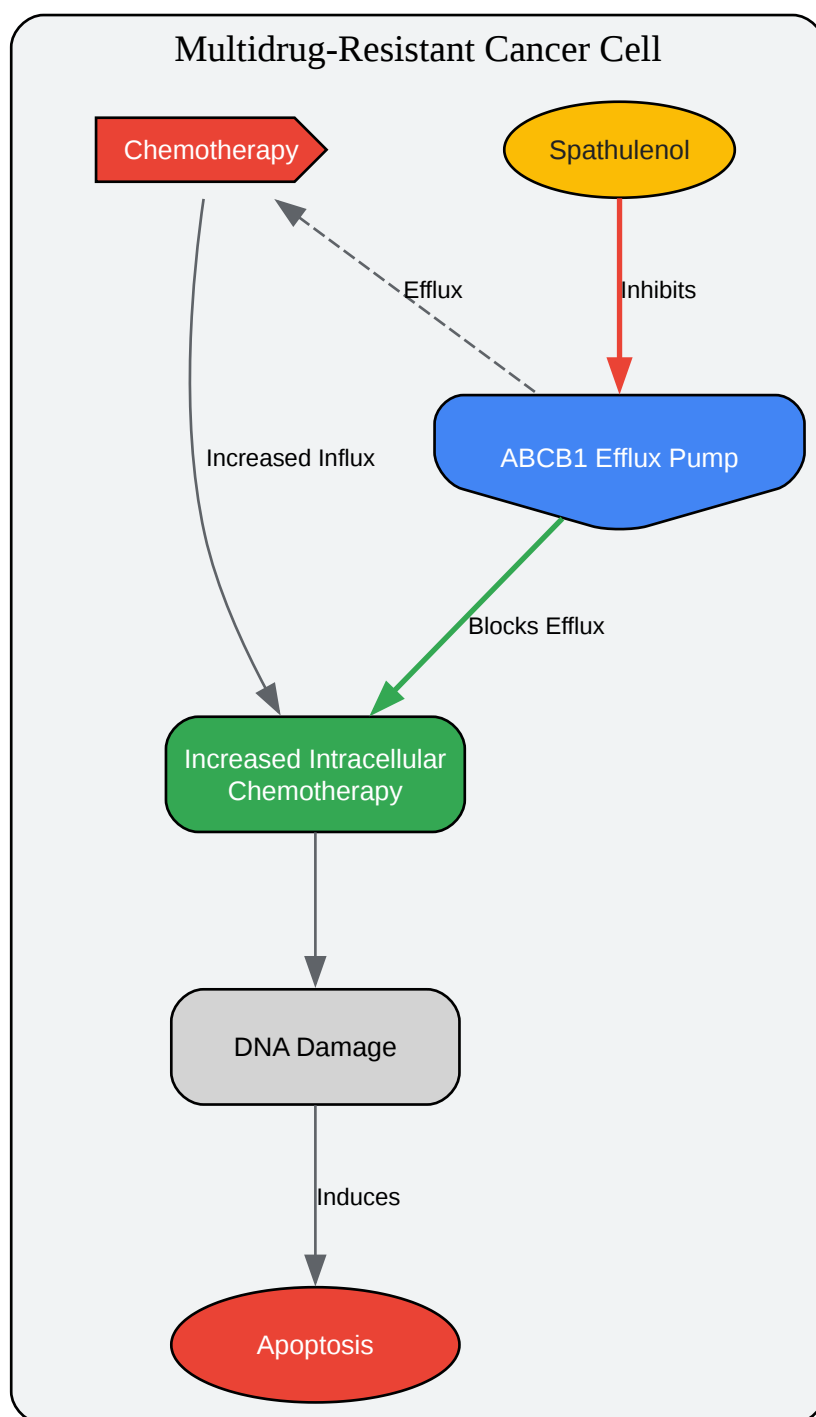 Multidrug-Resistant Cancer Cell
Chemotherapy
Spathulenol
Efflux
Inhibits
Increased Influx
ABCB1 Efflux Pump
Blocks Efflux
Increased Intracellular
Chemotherapy
DNA Damage
Induces
Apoptosis